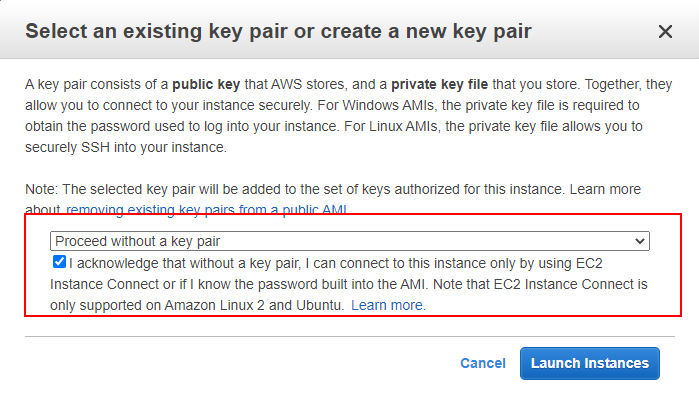 Select an existing key pair or create a new key pair
A key pair consists of a public key that AWS stores, and a private key file that you store. Together, they
allow you to connect to your instance securely. For Windows AMIs, the private key file is required to
obtain the password used to log into your instance. For Linux AMIs, the private key file allows you to
securely SSH into your instance.
Note: The selected key pair will be added to the set of keys authorized for this instance. Learn more
about removing existing key pairs from a public AMI
Proceed without a key pair
I acknowledge that without a key pair, I can connect to this instance only by using EC2
Instance Connect or if I know the password built into the AMI. Note that EC2 Instance Connect is
only supported on Amazon Linux 2 and Ubuntu. Learn more.
Cancel
Launch Instances